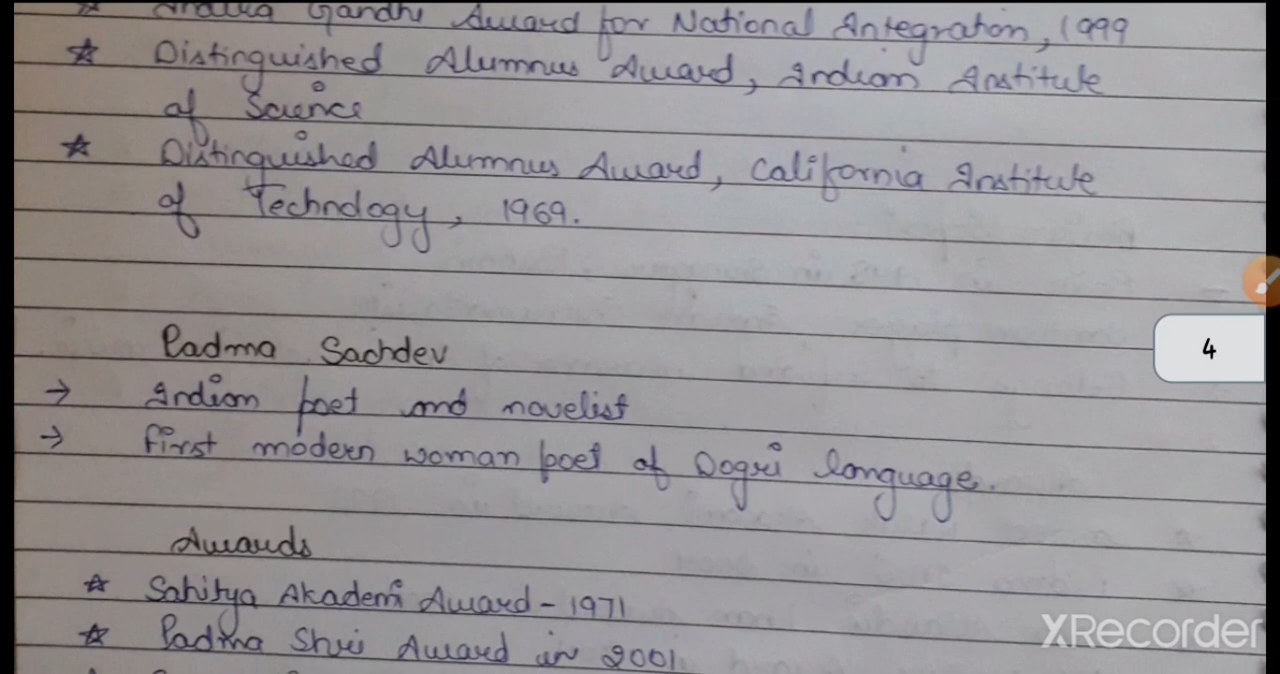 Indira Gandhi Award for National Integration, 1999
☆ Distinguished Alumnus Award, Indian Institute
of Science
☆ Distinguished Alumnus Award, California Institute
of Technology, 1969.
Padma Sachdev
4
→ Indian poet and novelist
→ first modern woman poet of Dogri language.
Awards
☆ Sahitya Akademi Award - 1971
☆ Padma Shri Award in 2001
XRecorder